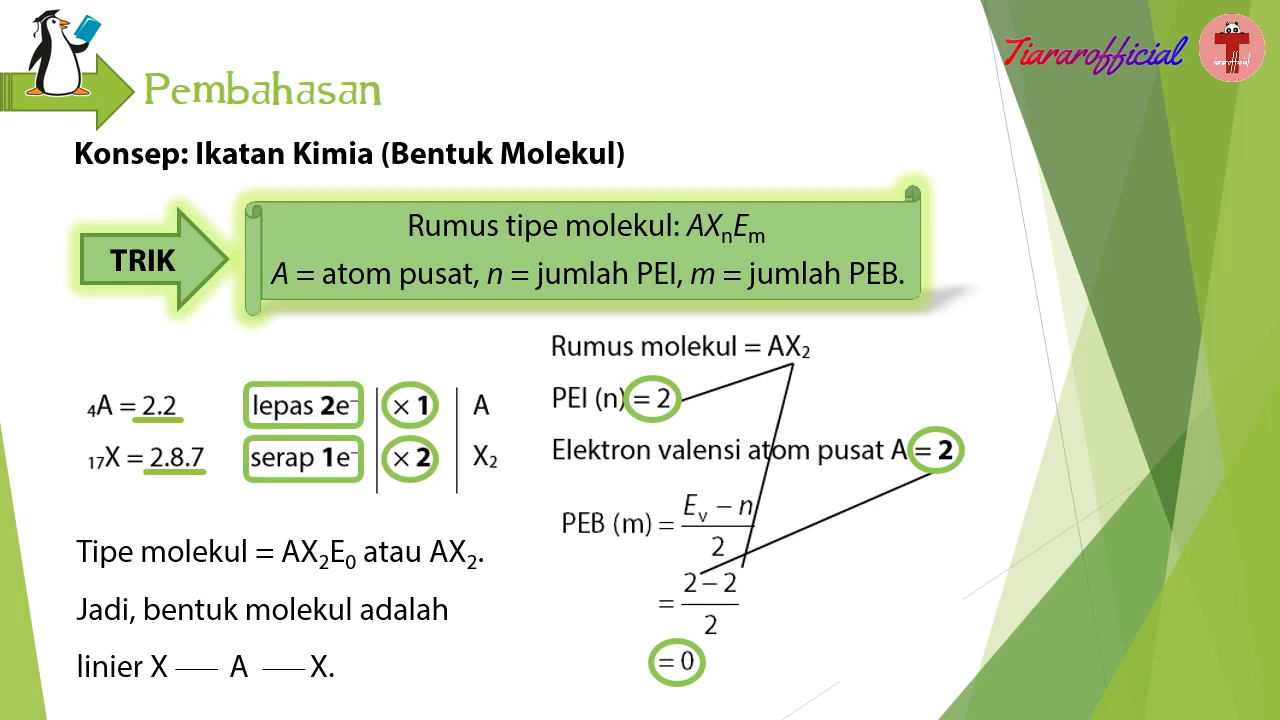 Tiararofficial
T
tiararofficial
Pembahasan
Konsep: Ikatan Kimia (Bentuk Molekul)
TRIK
Rumus tipe molekul: AXₙEₘ
A = atom pusat, n = jumlah PEI, m = jumlah PEB.
₄A = 2.2 lepas 2e⁻ × 1 A
₁₇X = 2.8.7 serap 1e⁻ × 2 X₂
Tipe molekul = AX₂E₀ atau AX₂.
Jadi, bentuk molekul adalah
linier X — A — X.
Rumus molekul = AX₂
PEI (n) = 2
Elektron valensi atom pusat A = 2
PEB (m) = Eᵥ − n
2
= 2 − 2
2
= 0